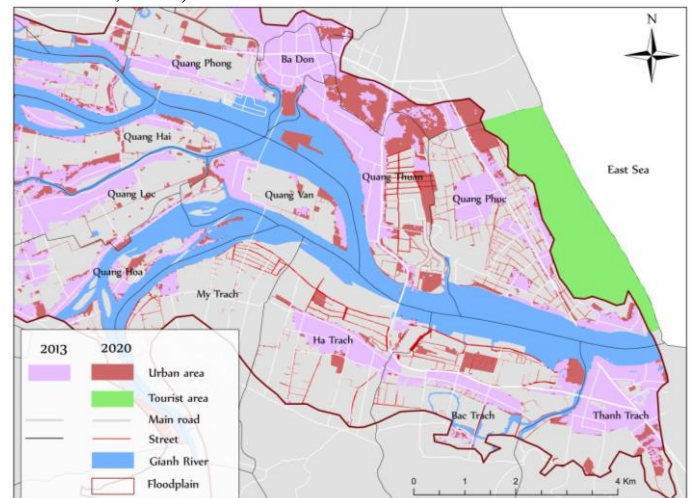 N
Quang Phong
Ba Don
East Sea
Quang Hai
Quang Thuan
Quang Loc
Quang Van
Quang Phuc
Quang Hoa
My Trach
Ha Trach
Bac Trach
Thanh Trach
2013 2020
Urban area
Tourist area
Main road
Street
Gianh River
Floodplain
0 1 2 4 Km